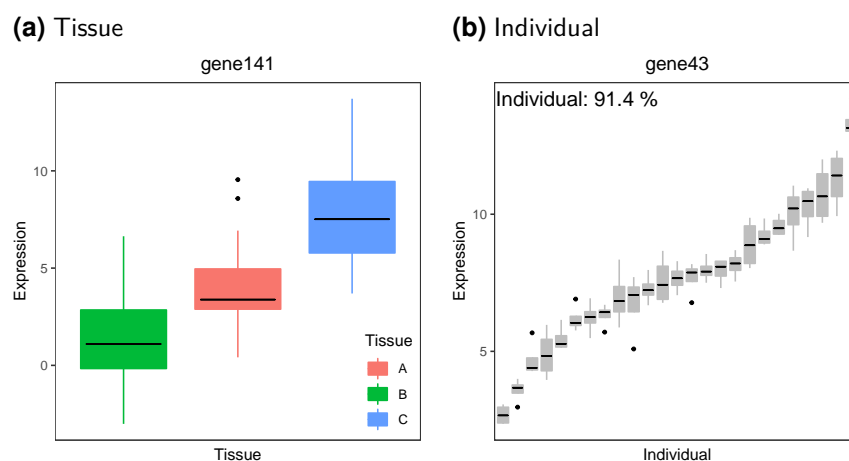 (a) Tissue
gene141
10
5
0
Expression
Tissue
A
B
C
Tissue
(b) Individual
gene43
Individual: 91.4 %
10
5
Expression
Individual